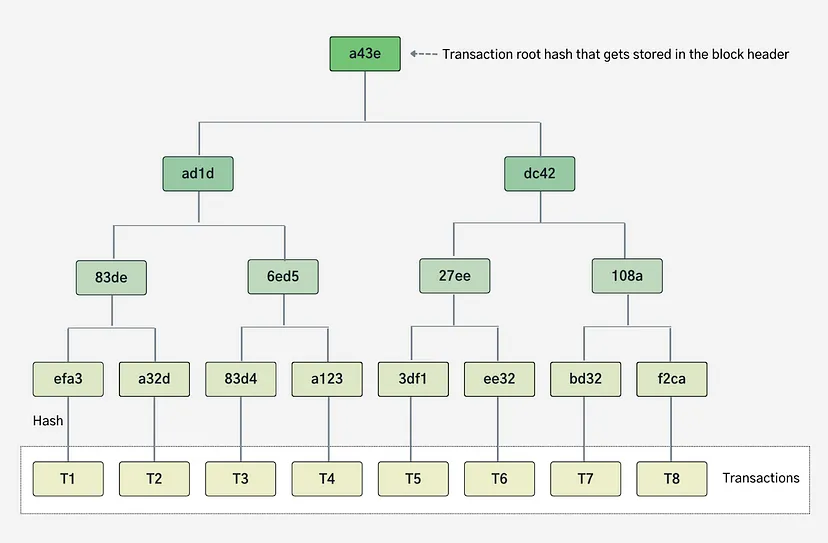 a43e
Transaction root hash that gets stored in the block header
ad1d
dc42
83de
6ed5
27ee
108a
efa3
a32d
83d4
a123
3df1
ee32
bd32
f2ca
Hash
T1
T2
T3
T4
T5
T6
T7
T8
Transactions